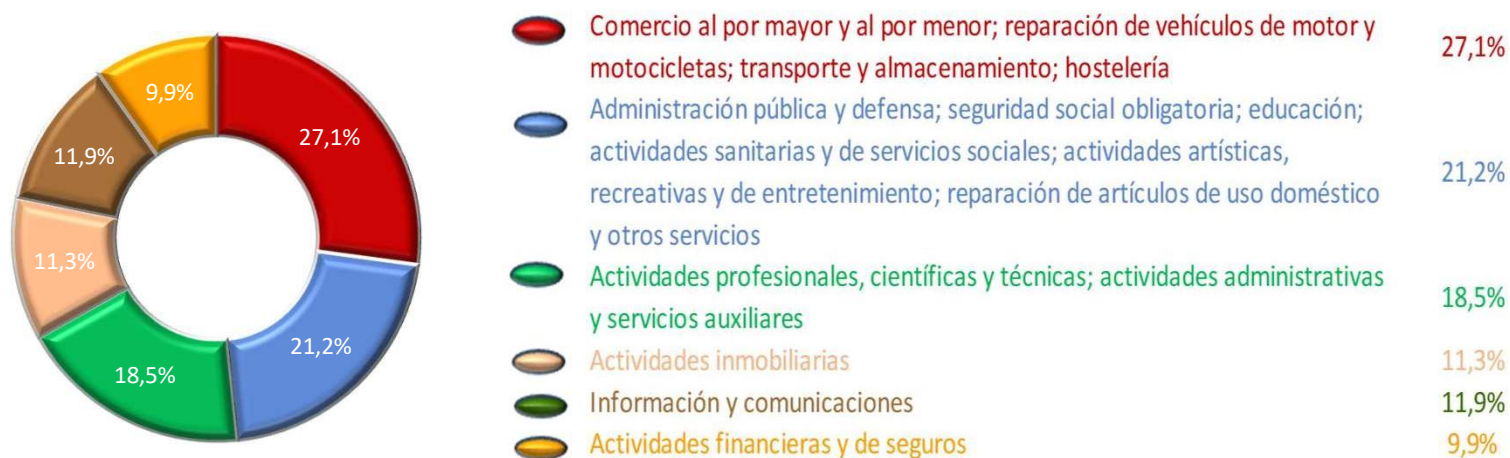 9,9%
27,1%
11,9%
11,3%
21,2%
18,5%
Comercio al por mayor y al por menor; reparación de vehículos de motor y
motocicletas; transporte y almacenamiento; hostelería
27,1%
Administración pública y defensa; seguridad social obligatoria; educación;
actividades sanitarias y de servicios sociales; actividades artísticas,
recreativas y de entretenimiento; reparación de artículos de uso doméstico
y otros servicios
21,2%
Actividades profesionales, científicas y técnicas; actividades administrativas
y servicios auxiliares
18,5%
Actividades inmobiliarias
11,3%
Información y comunicaciones
11,9%
Actividades financieras y de seguros
9,9%